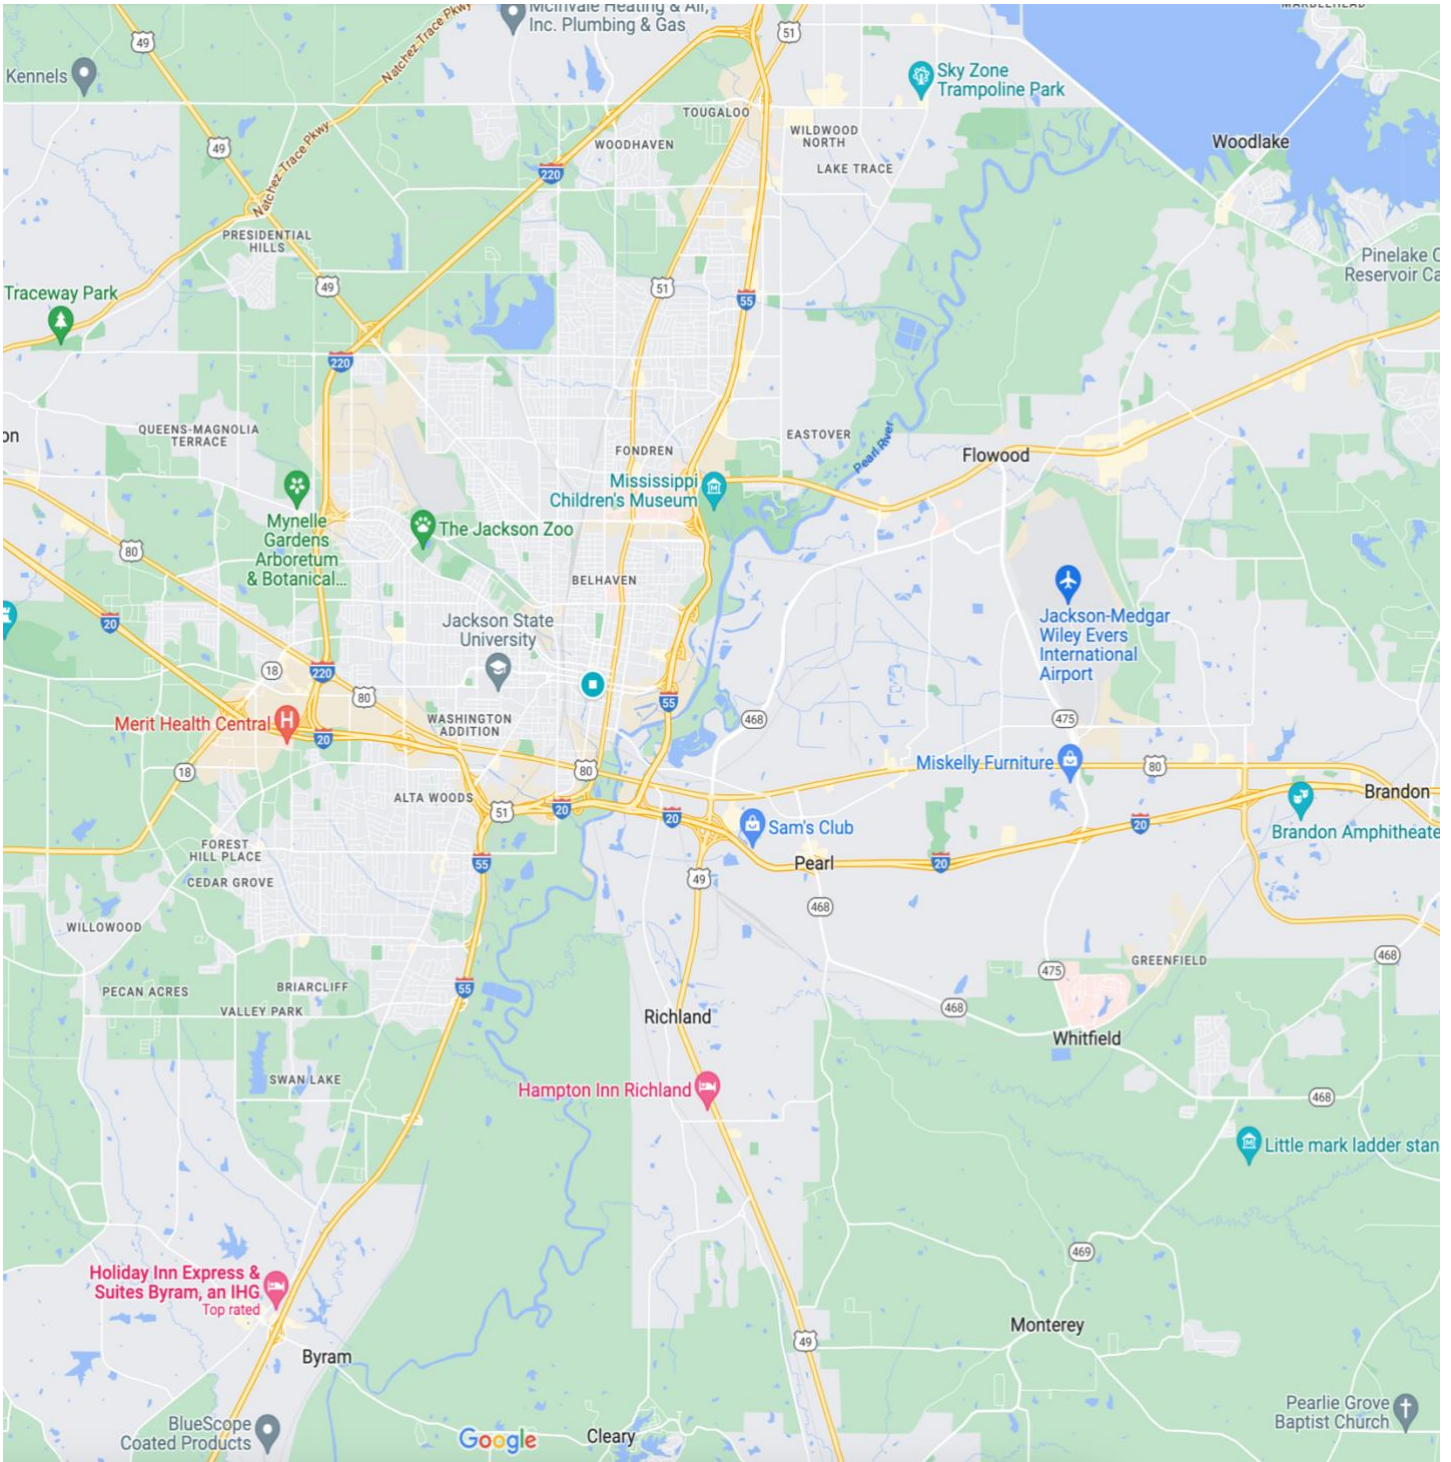 McInvale Heating & Air,
Inc. Plumbing & Gas
49
Natchez Trace Pkwy
51
Kennels
Sky Zone
Trampoline Park
TOUGALOO
WILDWOOD
NORTH
WOODHAVEN
Woodlake
49
Natchez Trace Pkwy
220
LAKE TRACE
PRESIDENTIAL
HILLS
Pinelake C
Reservoir Ca
49
51
55
Traceway Park
220
QUEENS-MAGNOLIA
TERRACE
on
FONDREN
EASTOVER
Pearl River
Flowood
Mississippi
Children's Museum
Mynelle
Gardens
Arboretum
& Botanical...
The Jackson Zoo
80
BELHAVEN
20
Jackson State
University
Jackson-Medgar
Wiley Evers
International
Airport
18
220
80
55
468
475
WASHINGTON
ADDITION
Merit Health Central
H
20
18
80
Miskelly Furniture
80
ALTA WOODS
51
20
20
Sam's Club
20
Brandon
Brandon Amphitheate
FOREST
HILL PLACE
55
49
Pearl
20
CEDAR GROVE
468
WILLOWOOD
468
475
GREENFIELD
PECAN ACRES
BRIARCLIFF
55
VALLEY PARK
468
Richland
Whitfield
SWAN LAKE
Hampton Inn Richland
468
Little mark ladder stan
469
Holiday Inn Express &
Suites Byram, an IHG
Top rated
Monterey
49
Byram
BlueScope
Coated Products
Google
Cleary
Pearlie Grove
Baptist Church